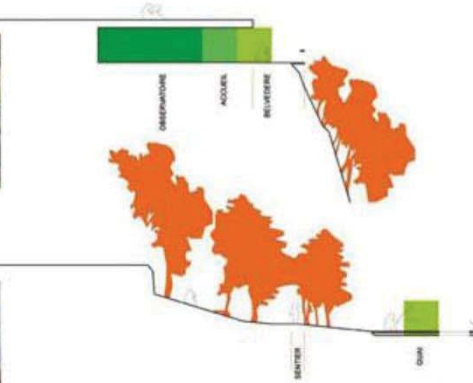 OBSERVATOIRE
ACCUEIL
BELVEDERE
SENTIER
QUAI